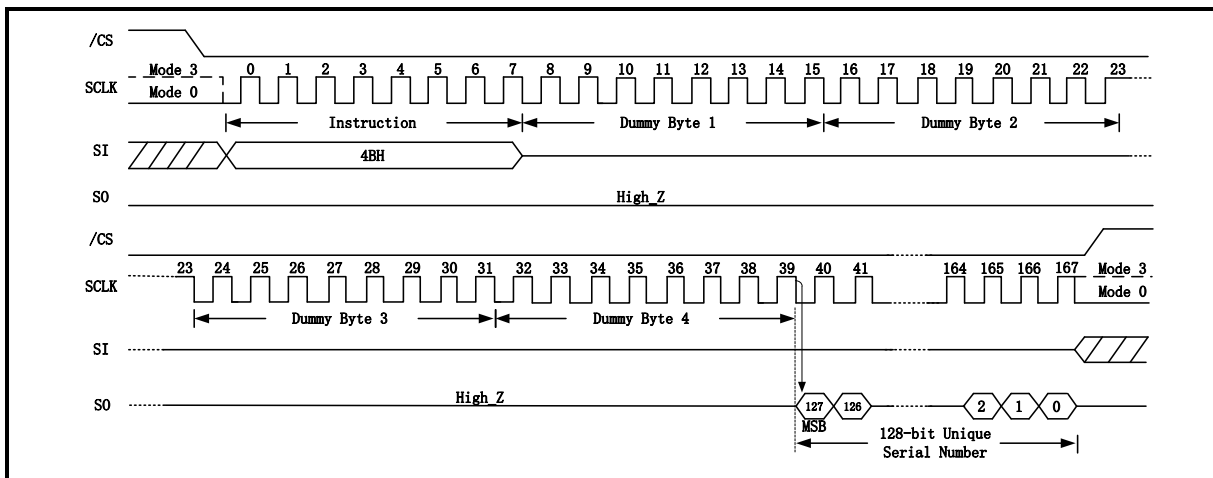 /CS
Mode 3 0 1 2 3 4 5 6 7 8 9 10 11 12 13 14 15 16 17 18 19 20 21 22 23
SCLK
Mode 0
Instruction Dummy Byte 1 Dummy Byte 2
SI 4BH
SO High_Z
/CS
23 24 25 26 27 28 29 30 31 32 33 34 35 36 37 38 39 40 41 164 165 166 167 Mode 3
SCLK
Mode 0
Dummy Byte 3 Dummy Byte 4
SI
SO High_Z 127 126 2 1 0
MSB
128-bit Unique
Serial Number